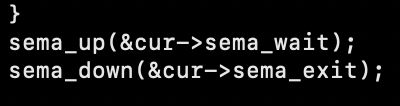 }
sema_up(&cur->sema_wait);
sema_down(&cur->sema_exit);